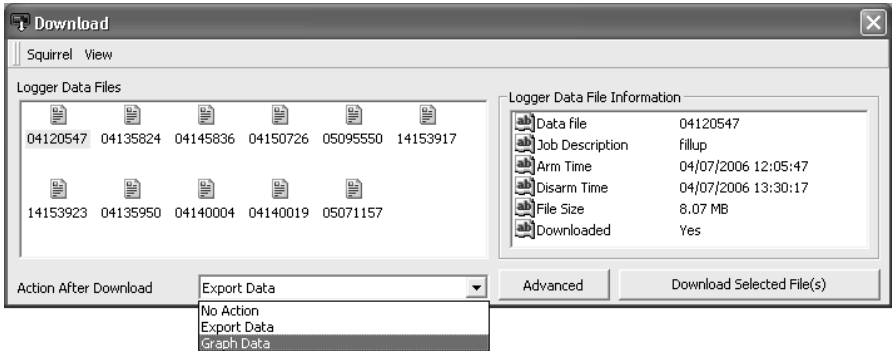 Download
Squirrel View
Logger Data Files
04120547 04135824 04145836 04150726 05095550 14153917
14153923 04135950 04140004 04140019 05071157
Logger Data File Information
Data file 04120547
Job Description fillup
Arm Time 04/07/2006 12:05:47
Disarm Time 04/07/2006 13:30:17
File Size 8.07 MB
Downloaded Yes
Action After Download Export Data Advanced Download Selected File(s)
No Action
Export Data
Graph Data